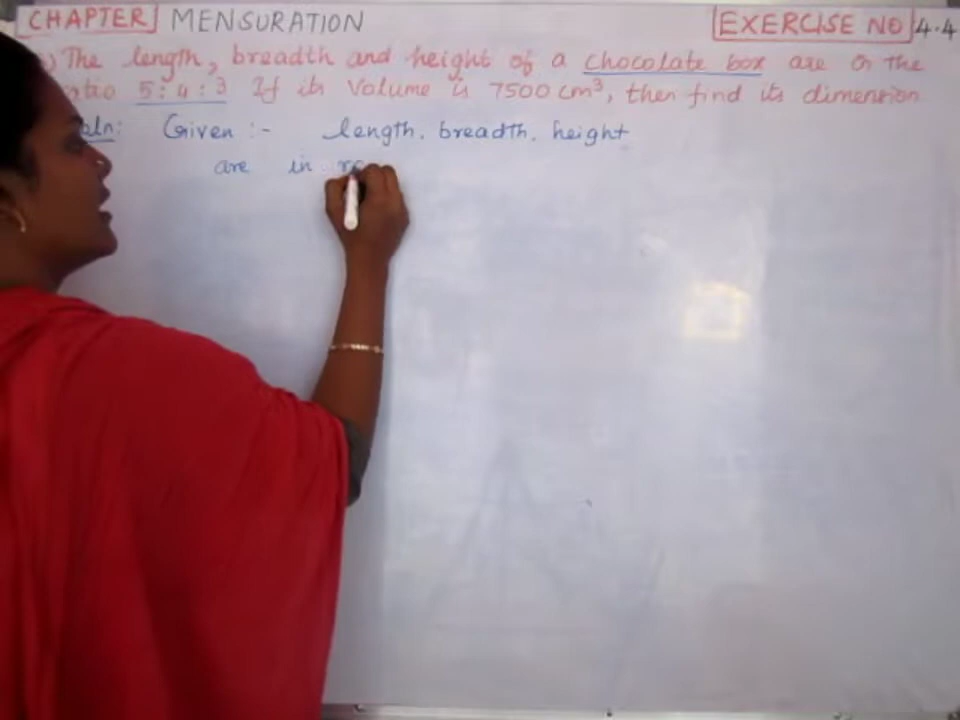 CHAPTER MENSURATION EXERCISE NO 4.4
The length, breadth and height of a chocolate box are in the
5:4:3 If its Volume is 7500 cm³, then find its dimension
Given :- length, breadth, height
are in